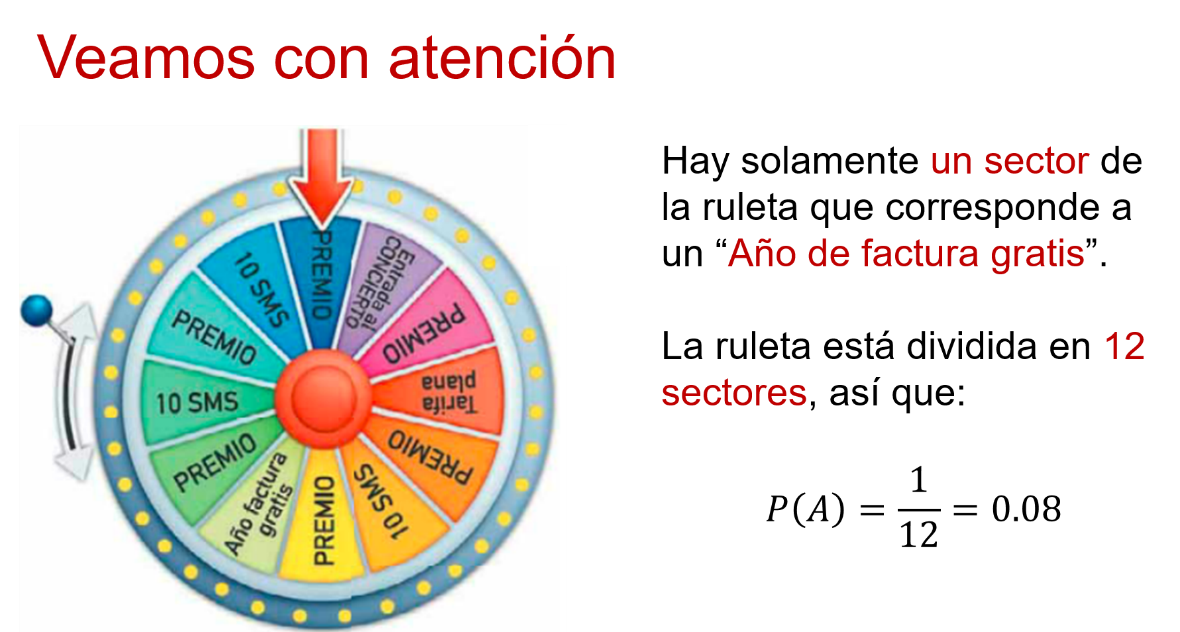 Veamos con atención
PREMIO
Entrada al
CONCIERTO
PREMIO
Tarifa
plana
PREMIO
10 SMS
PREMIO
Año factura
gratis
PREMIO
10 SMS
PREMIO
10 SMS
Hay solamente un sector de
la ruleta que corresponde a
un “Año de factura gratis”.
La ruleta está dividida en 12
sectores, así que:
P(A) = 1/12 = 0.08